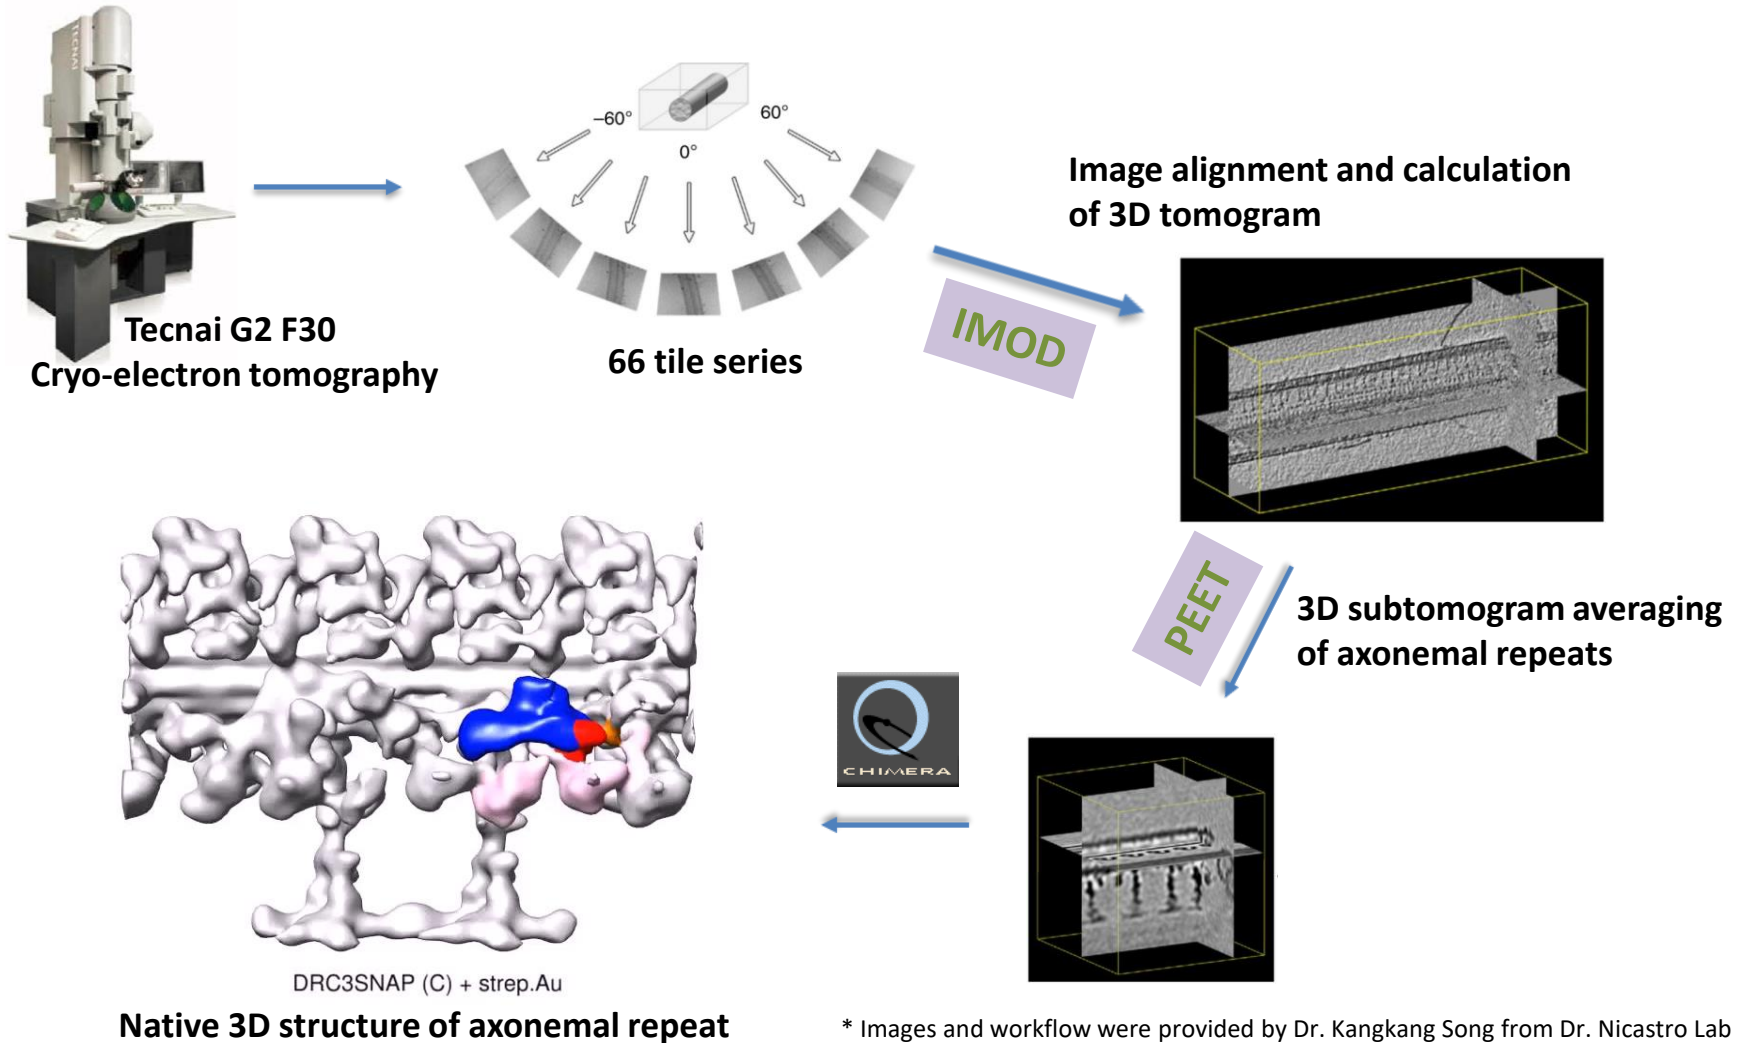 TECNAI
–60°
60°
0°
Image alignment and calculation
of 3D tomogram
Tecnai G2 F30
Cryo-electron tomography
66 tile series
IMOD
PEET
3D subtomogram averaging
of axonemal repeats
CHIMERA
DRC3SNAP (C) + strep.Au
Native 3D structure of axonemal repeat
* Images and workflow were provided by Dr. Kangkang Song from Dr. Nicastro Lab